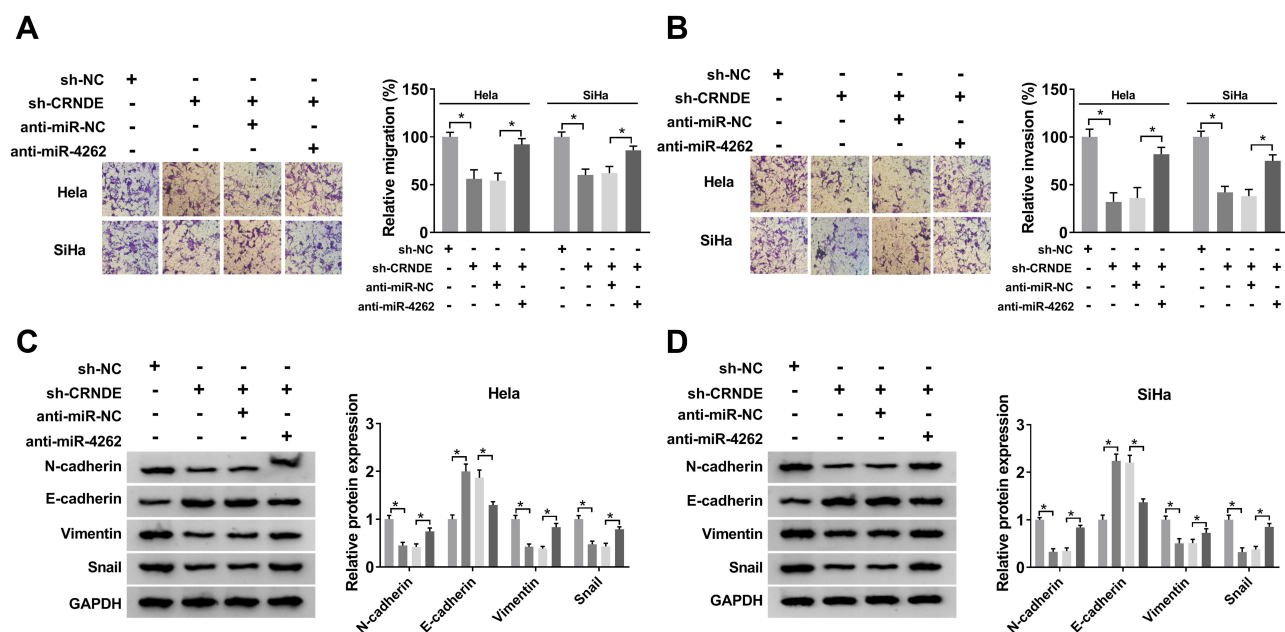 A
sh-NC + - - -
sh-CRNDE - + + +
anti-miR-NC - - + -
anti-miR-4262 - - - +
Hela
SiHa
Relative migration (%)
150
100
50
0
Hela SiHa
* * * *
sh-NC + - - - + - - -
sh-CRNDE - + + + - + + +
anti-miR-NC - - + - - - + -
anti-miR-4262 - - - + - - - +
B
sh-NC + - - -
sh-CRNDE - + + +
anti-miR-NC - - + -
anti-miR-4262 - - - +
Hela
SiHa
Relative invasion (%)
150
100
50
0
Hela SiHa
* * * *
sh-NC + - - - + - - -
sh-CRNDE - + + + - + + +
anti-miR-NC - - + - - - + -
anti-miR-4262 - - - + - - - +
C
sh-NC + - - -
sh-CRNDE - + + +
anti-miR-NC - - + -
anti-miR-4262 - - - +
N-cadherin
E-cadherin
Vimentin
Snail
GAPDH
Hela
Relative protein expression
3
2
1
0
* * * * * * * *
N-cadherin E-cadherin Vimentin Snail
D
sh-NC + - - -
sh-CRNDE - + + +
anti-miR-NC - - + -
anti-miR-4262 - - - +
N-cadherin
E-cadherin
Vimentin
Snail
GAPDH
SiHa
Relative protein expression
3
2
1
0
* * * * * * * *
N-cadherin E-cadherin Vimentin Snail